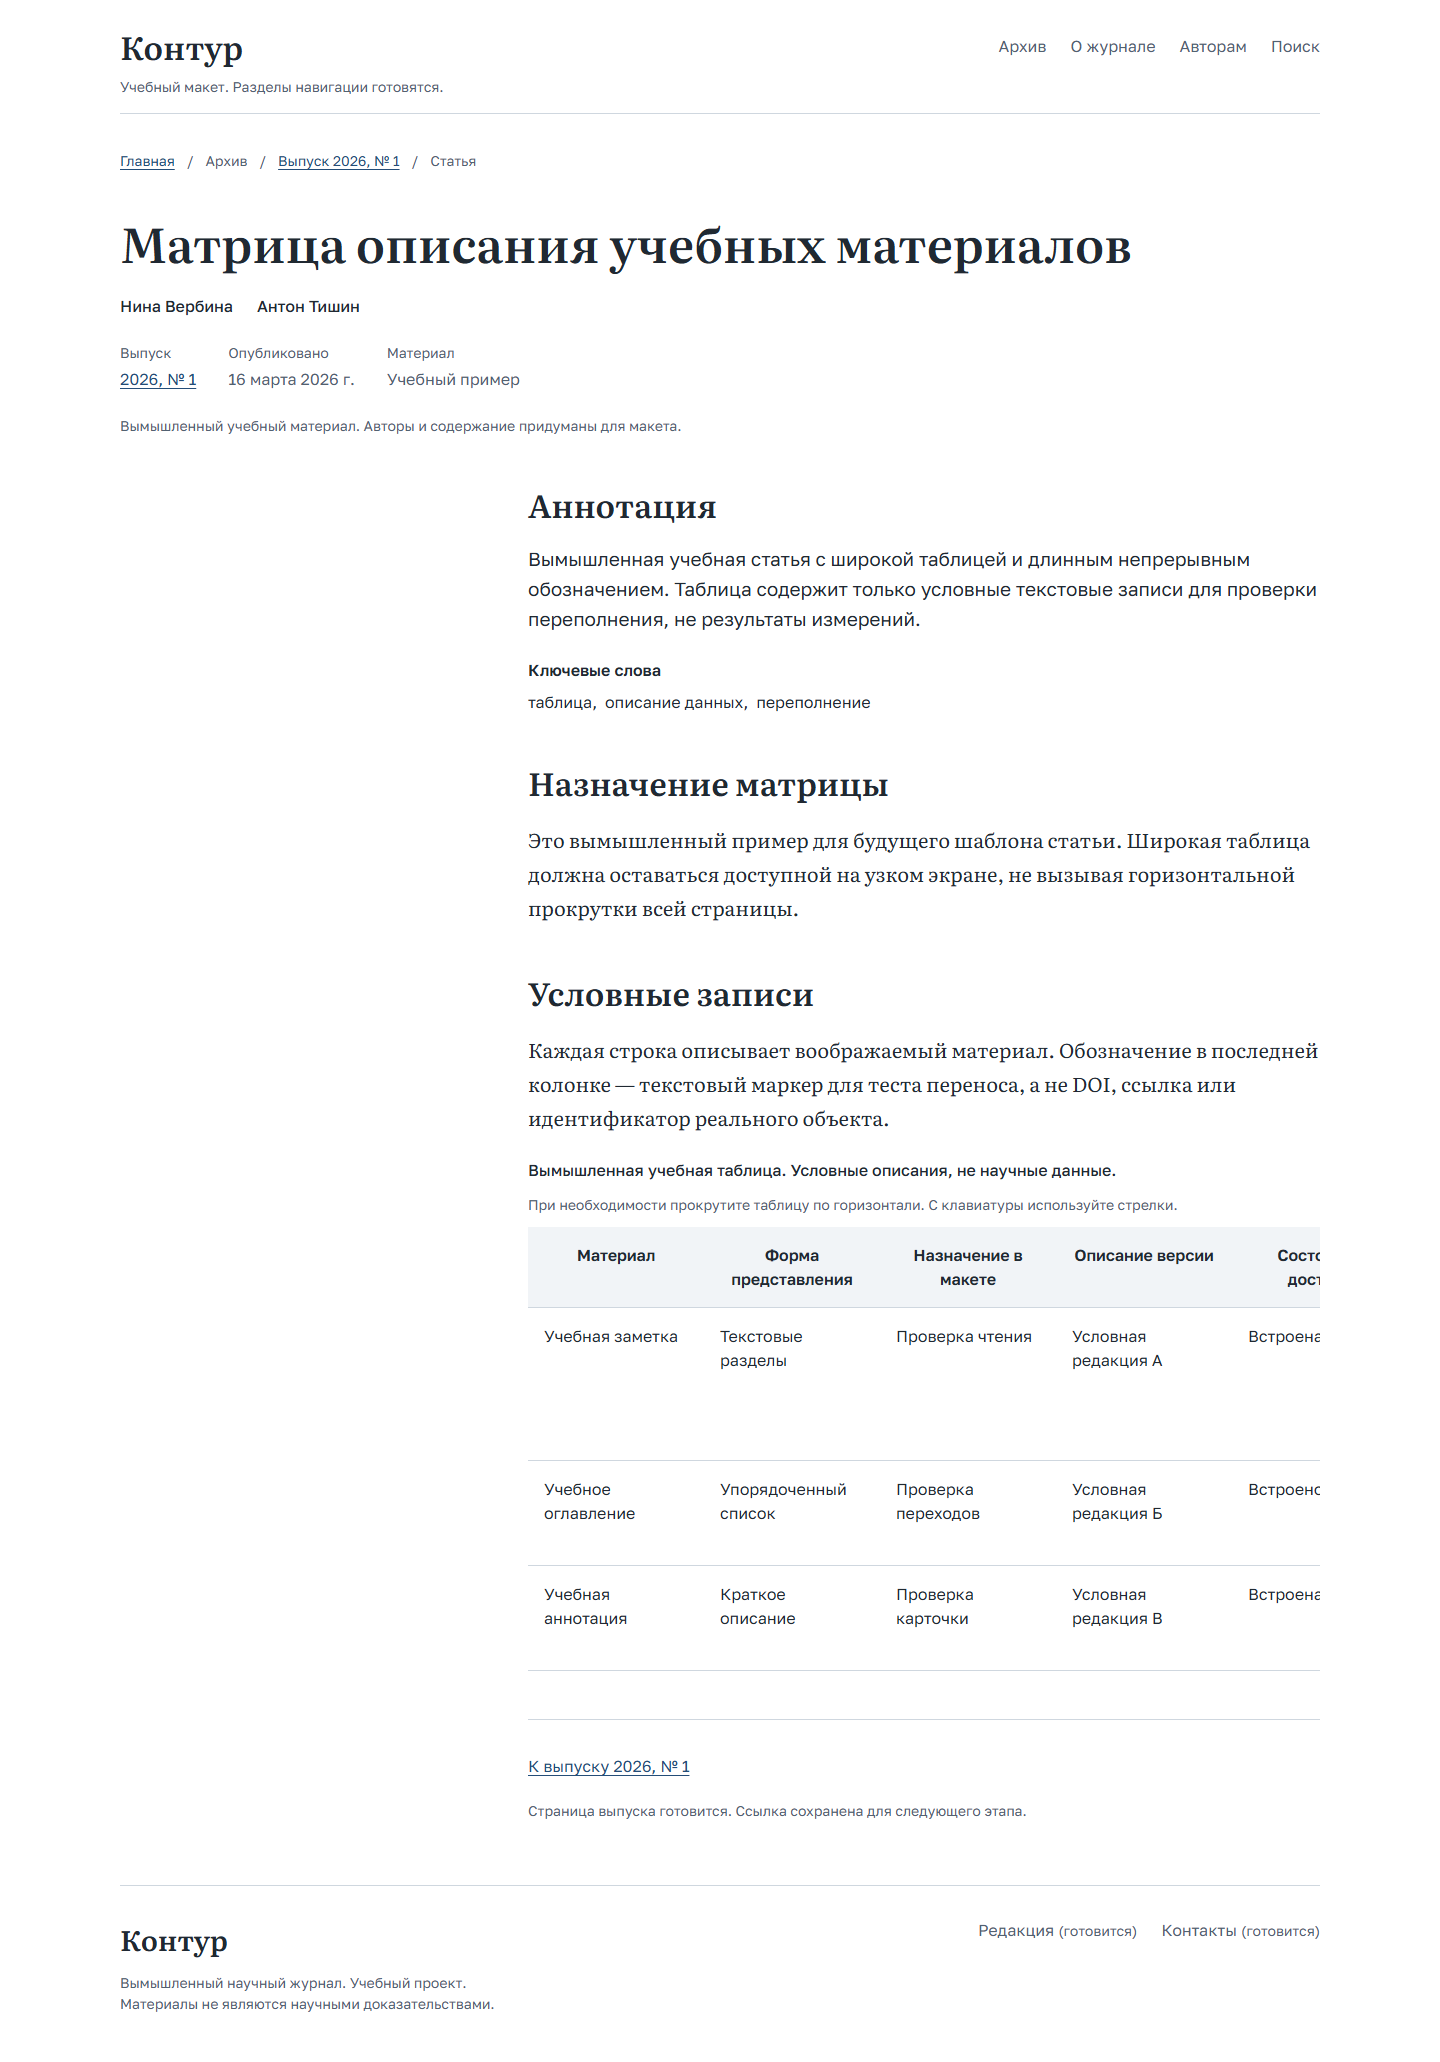 Контур
Архив О журнале Авторам Поиск
Учебный макет. Разделы навигации готовятся.
Главная / Архив / Выпуск 2026, № 1 / Статья
Матрица описания учебных материалов
Нина Вербина Антон Тишин
Выпуск Опубликовано Материал
2026, № 1 16 марта 2026 г. Учебный пример
Вымышленный учебный материал. Авторы и содержание придуманы для макета.
Аннотация
Вымышленная учебная статья с широкой таблицей и длинным непрерывным
обозначением. Таблица содержит только условные текстовые записи для проверки
переполнения, не результаты измерений.
Ключевые слова
таблица, описание данных, переполнение
Назначение матрицы
Это вымышленный пример для будущего шаблона статьи. Широкая таблица
должна оставаться доступной на узком экране, не вызывая горизонтальной
прокрутки всей страницы.
Условные записи
Каждая строка описывает воображаемый материал. Обозначение в последней
колонке — текстовый маркер для теста переноса, а не DOI, ссылка или
идентификатор реального объекта.
Вымышленная учебная таблица. Условные описания, не научные данные.
При необходимости прокрутите таблицу по горизонтали. С клавиатуры используйте стрелки.
Материал Форма Назначение в Описание версии
представления макете
Учебная заметка Текстовые Проверка чтения Условная Встроена
разделы редакция А
Учебное Упорядоченный Проверка Условная Встроено
оглавление список переходов редакция Б
Учебная Краткое Проверка Условная Встроена
аннотация описание карточки редакция В
К выпуску 2026, № 1
Страница выпуска готовится. Ссылка сохранена для следующего этапа.
Контур
Редакция (готовится) Контакты (готовится)
Вымышленный научный журнал. Учебный проект.
Материалы не являются научными доказательствами.